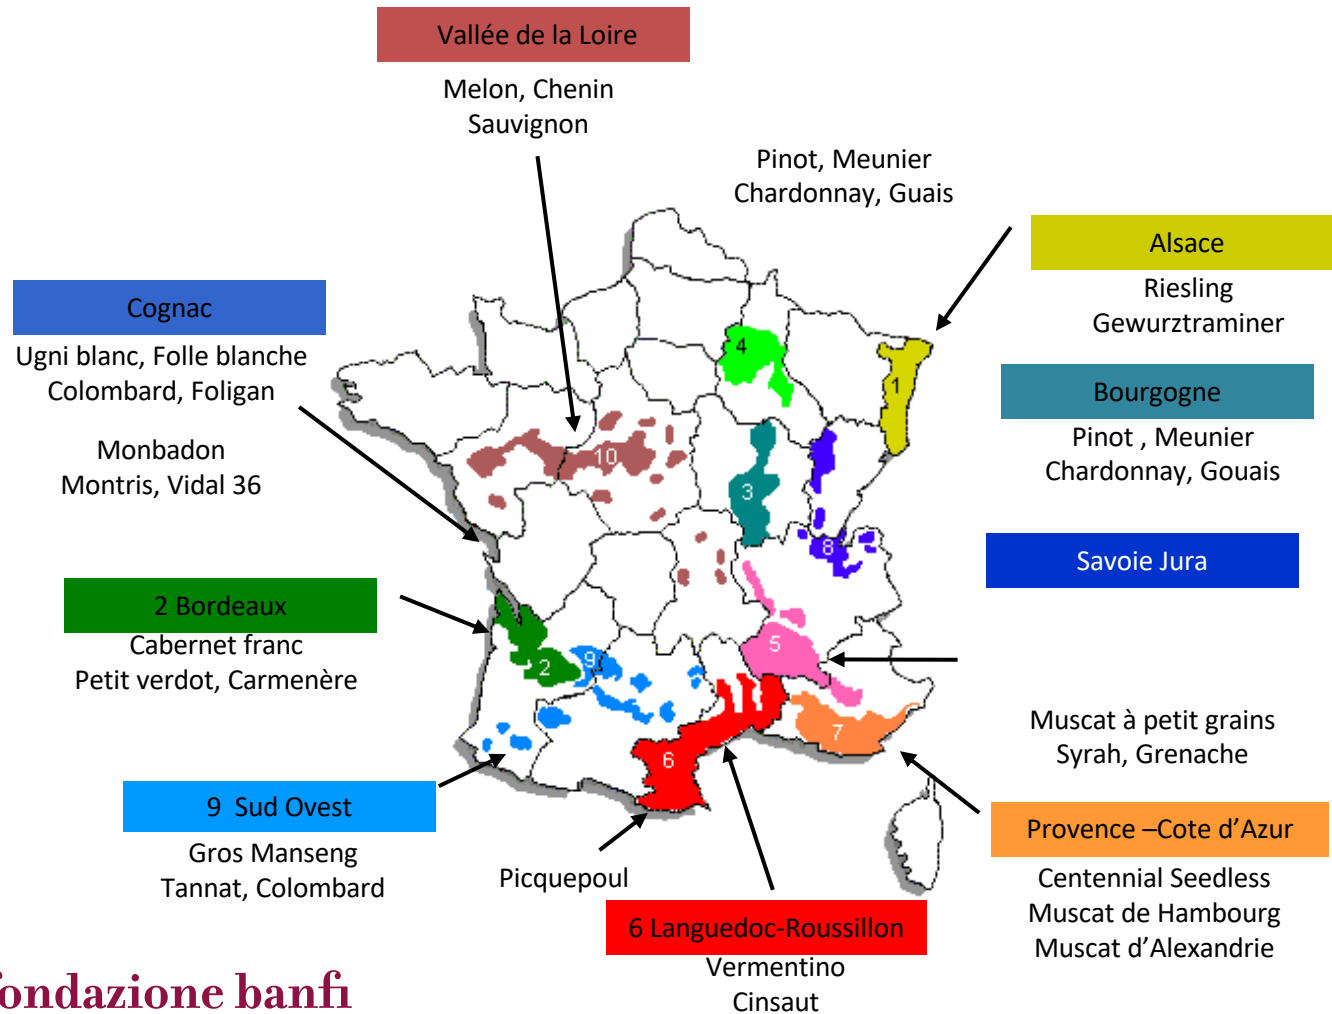 Vallée de la Loire
Melon, Chenin
Sauvignon
Pinot, Meunier
Chardonnay, Guais
Alsace
Riesling
Gewurztraminer
Cognac
Ugni blanc, Folle blanche
Colombard, Foligan
Monbadon
Montris, Vidal 36
Bourgogne
Pinot , Meunier
Chardonnay, Gouais
Savoie Jura
2 Bordeaux
Cabernet franc
Petit verdot, Carmenère
4
1
10
3
8
5
2
9
7
6
Muscat à petit grains
Syrah, Grenache
9 Sud Ovest
Gros Manseng
Tannat, Colombard
Picquepoul
Provence –Cote d’Azur
Centennial Seedless
Muscat de Hambourg
Muscat d’Alexandrie
6 Languedoc-Roussillon
Vermentino
Cinsaut
fondazione banfi